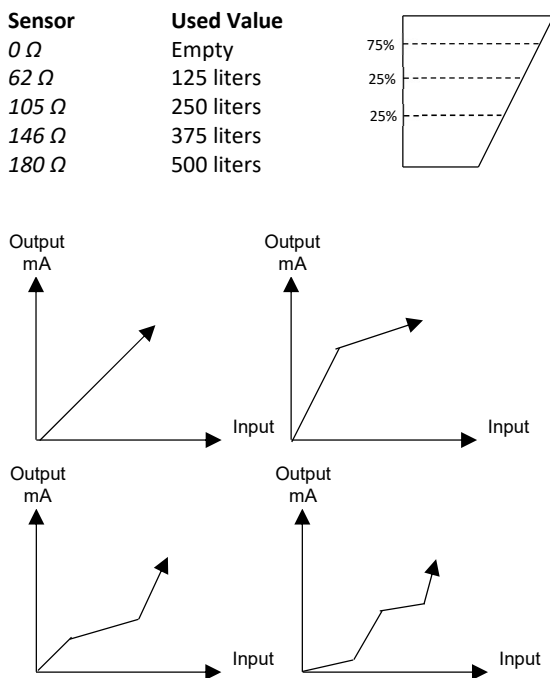 Sensor Used Value
0 Ω Empty
62 Ω 125 liters
105 Ω 250 liters
146 Ω 375 liters
180 Ω 500 liters
75%
25%
25%
Output
mA
Input
Output
mA
Input
Output
mA
Input
Output
mA
Input